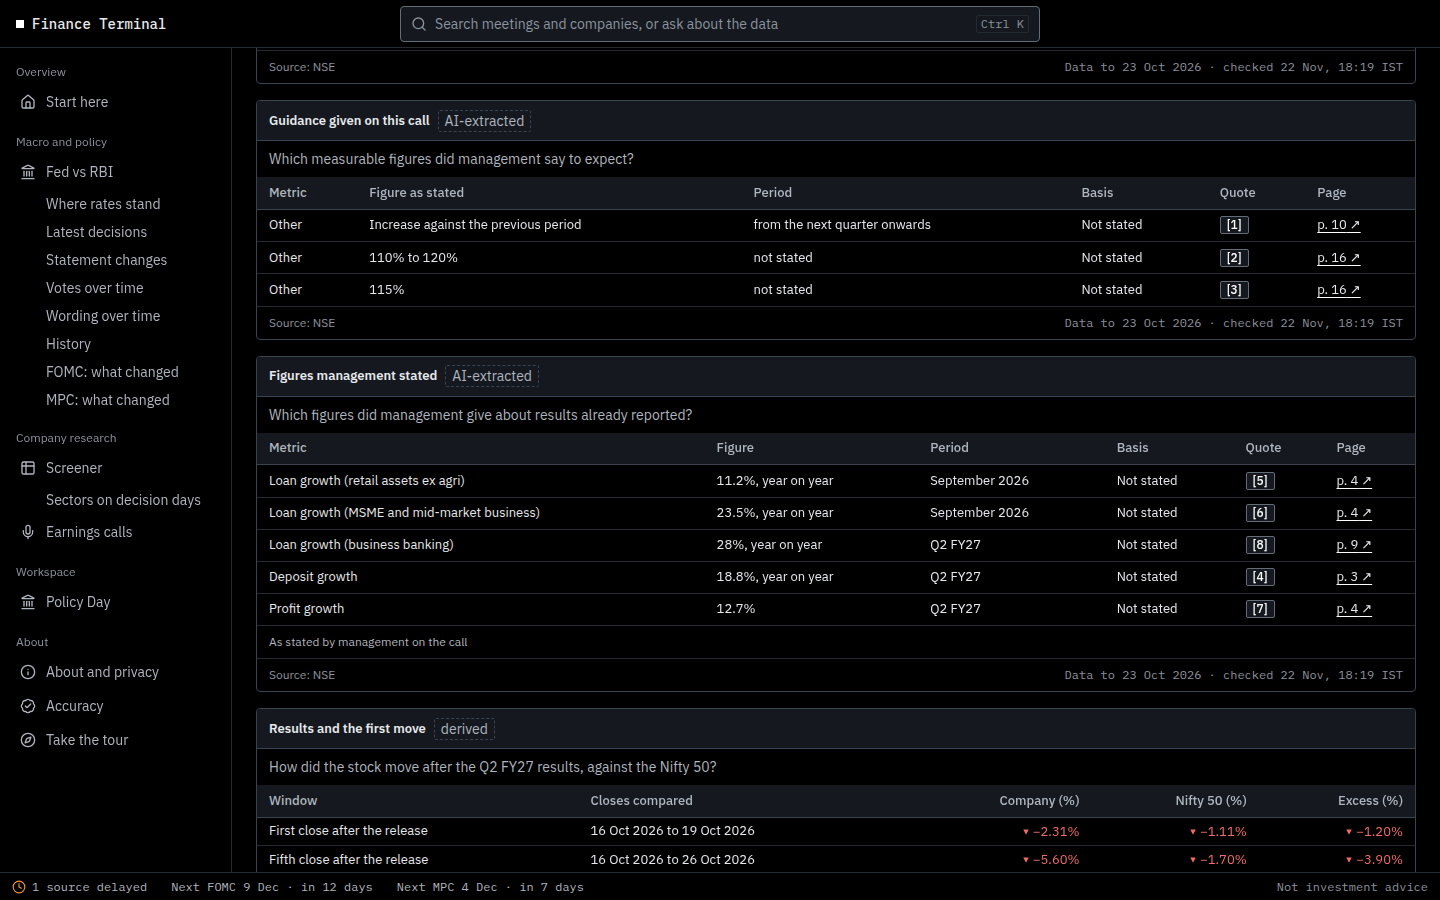 Finance Terminal
Search meetings and companies, or ask about the data
Ctrl K
Overview
Start here
Macro and policy
Fed vs RBI
Where rates stand
Latest decisions
Statement changes
Votes over time
Wording over time
History
FOMC: what changed
MPC: what changed
Company research
Screener
Sectors on decision days
Earnings calls
Workspace
Policy Day
About
About and privacy
Accuracy
Take the tour
Source: NSE Data to 23 Oct 2026 · checked 22 Nov, 18:19 IST
Guidance given on this call AI-extracted
Which measurable figures did management say to expect?
Metric Figure as stated Period Basis Quote Page
Other Increase against the previous period from the next quarter onwards Not stated [1] p. 10 ↗
Other 110% to 120% not stated Not stated [2] p. 16 ↗
Other 115% not stated Not stated [3] p. 16 ↗
Source: NSE Data to 23 Oct 2026 · checked 22 Nov, 18:19 IST
Figures management stated AI-extracted
Which figures did management give about results already reported?
Metric Figure Period Basis Quote Page
Loan growth (retail assets ex agri) 11.2%, year on year September 2026 Not stated [5] p. 4 ↗
Loan growth (MSME and mid-market business) 23.5%, year on year September 2026 Not stated [6] p. 4 ↗
Loan growth (business banking) 28%, year on year Q2 FY27 Not stated [8] p. 9 ↗
Deposit growth 18.8%, year on year Q2 FY27 Not stated [4] p. 3 ↗
Profit growth 12.7% Q2 FY27 Not stated [7] p. 4 ↗
As stated by management on the call
Source: NSE Data to 23 Oct 2026 · checked 22 Nov, 18:19 IST
Results and the first move derived
How did the stock move after the Q2 FY27 results, against the Nifty 50?
Window Closes compared Company (%) Nifty 50 (%) Excess (%)
First close after the release 16 Oct 2026 to 19 Oct 2026 ▼ −2.31% ▼ −1.11% ▼ −1.20%
Fifth close after the release 16 Oct 2026 to 26 Oct 2026 ▼ −5.60% ▼ −1.70% ▼ −3.90%
1 source delayed Next FOMC 9 Dec · in 12 days Next MPC 4 Dec · in 7 days Not investment advice